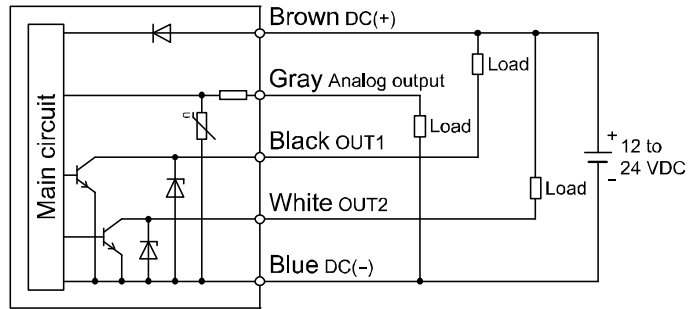 Brown DC(+)
Gray Analog output
Black OUT1
White OUT2
Blue DC(−)
Main circuit
Load
Load
Load
+
12 to
24 VDC
−